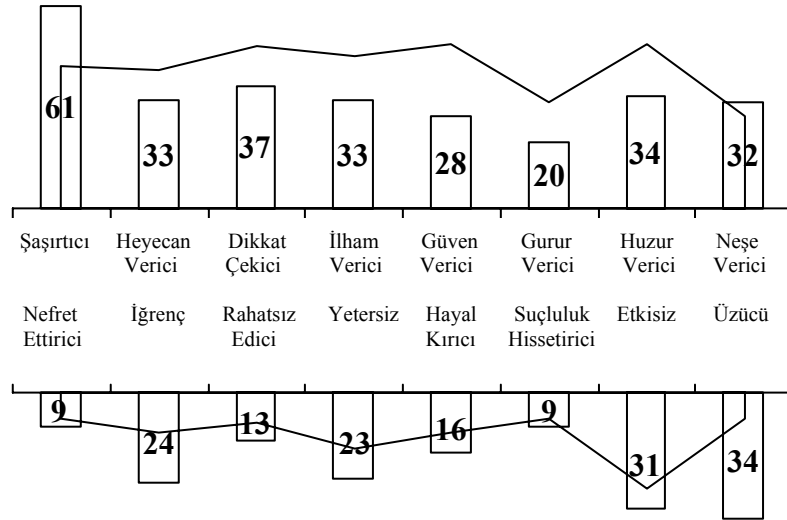 61 33 37 33 28 20 34 32
Şaşırtıcı Heyecan Dikkat İlham Güven Gurur Huzur Neşe
Verici Çekici Verici Verici Verici Verici Verici
Nefret İğrenç Rahatsız Yetersiz Hayal Suçluluk Etkisiz Üzücü
Ettirici Edici Kırıcı Hissetirici
9 24 13 23 16 9 31 34